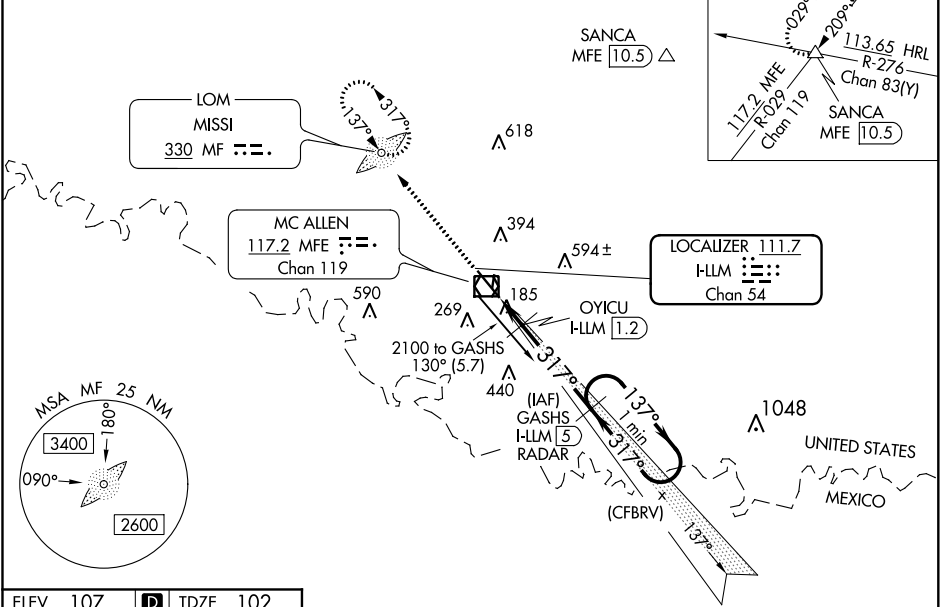 029°
209°
113.65 HRL
R-276
Chan 83(Y)
117.2 MFE
R-029
Chan 119
SANCA
MFE 10.5
SANCA
MFE 10.5
LOM
MISSI
330 MF
317°
137°
618
MC ALLEN
117.2 MFE
Chan 119
394
594±
LOCALIZER 111.7
I-LLM
Chan 54
590
269
185
OYICU
I-LLM 1.2
2100 to GASHS
130° (5.7)
440
317°
(IAF)
GASHS
I-LLM 5
RADAR
137°
1 min
317°
1048
UNITED STATES
MEXICO
(CFBRV)
137°
MSA MF 25 NM
180°
3400
090°
2600
ELEV 107 D TDZE 102